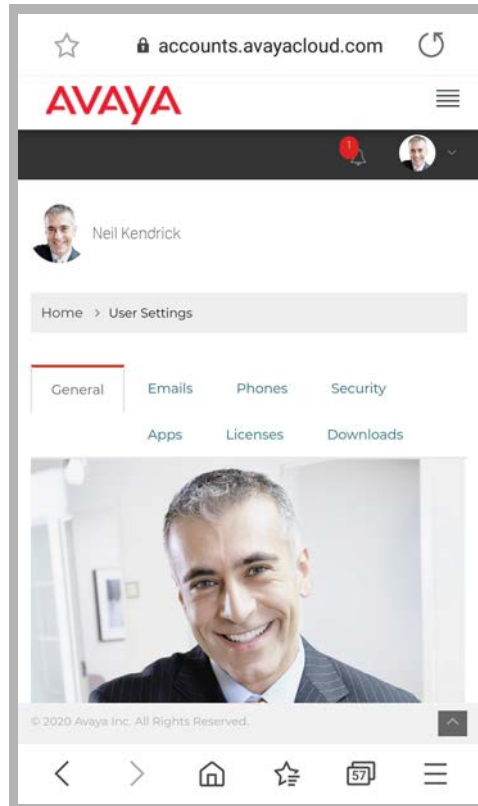 accounts.avayacloud.com
AVAYA
1
Neil Kendrick
Home > User Settings
General Emails Phones Security
Apps Licenses Downloads
© 2020 Avaya Inc. All Rights Reserved.
57